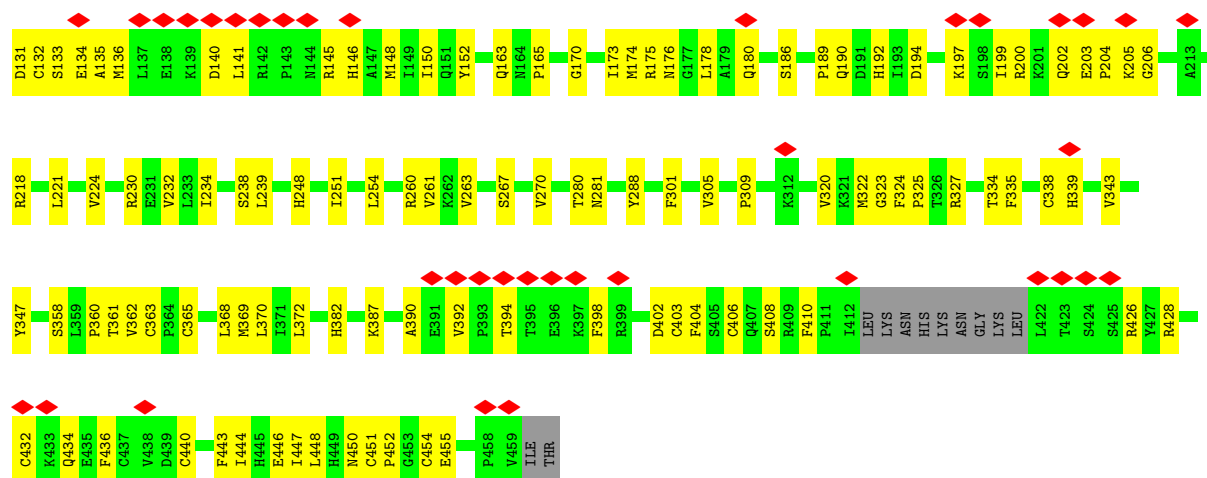 D131 C132 S133 E134 A135 M136 L137 E138 K139 D140 L141 R142 P143 N144 R145 H146 A147 M148 I149 I150 Q151 Y152 Q163 N164 P165 G170 I173 M174 R175 N176 G177 L178 A179 Q180 S186 P189 Q190 D191 H192 I193 D194 K197 S198 I199 R200 K201 Q202 E203 P204 K205 G206 A213
R218 L221 V224 R230 E231 V232 L233 I234 S238 L239 H248 I251 L254 R260 V261 K262 V263 S267 V270 T280 N281 Y288 F301 V305 P309 K312 V320 K321 M322 G323 F324 P325 T326 R327 T334 F335 C338 H339 V343
Y347 S358 L359 P360 T361 V362 C363 P364 C365 L368 M369 L370 I371 L372 H382 K387 A390 E391 V392 P393 T394 T395 E396 K397 F398 R399 D402 C403 F404 S405 C406 Q407 S408 R409 F410 P411 I412 LEU LYS ASN HIS LYS ASN GLY LYS LEU L422 T423 S424 S425 R426 Y427 R428
C432 K433 Q434 E435 F436 C437 V438 D439 C440 F443 I444 H445 E446 I447 L448 H449 N450 C451 P452 G453 C454 E455 P458 V459 ILE THR